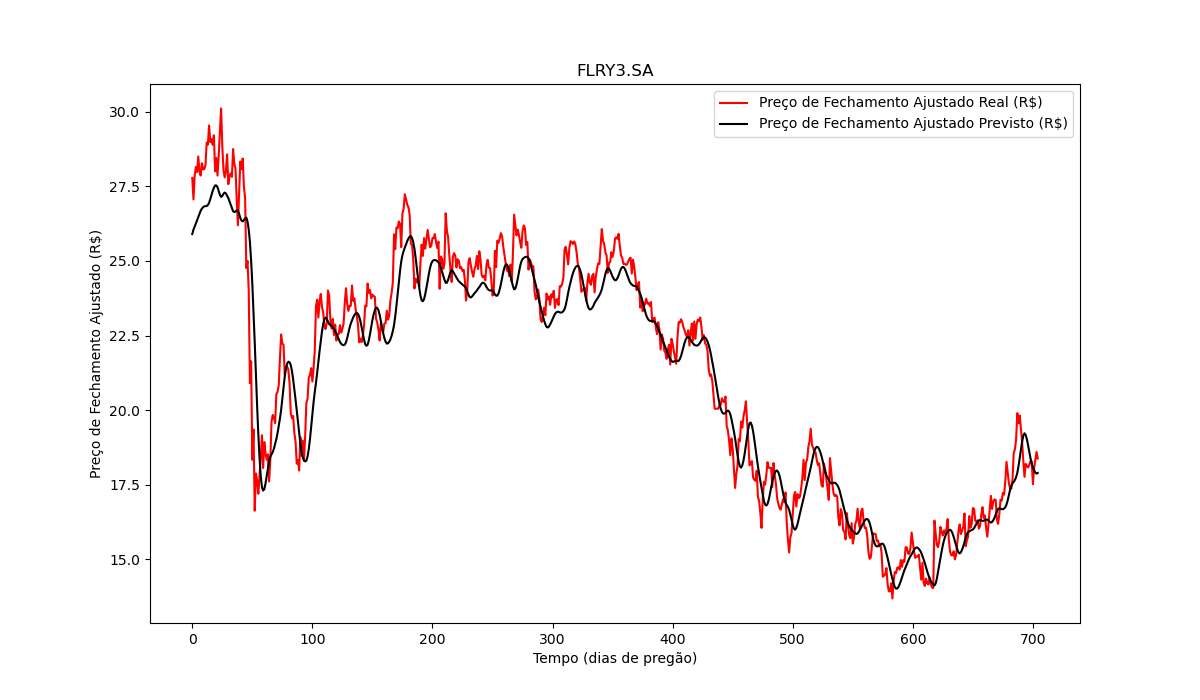 FLRY3.SA
Preço de Fechamento Ajustado Real (R$)
Preço de Fechamento Ajustado Previsto (R$)
Preço de Fechamento Ajustado (R$)
30.0
27.5
25.0
22.5
20.0
17.5
15.0
0 100 200 300 400 500 600 700
Tempo (dias de pregão)